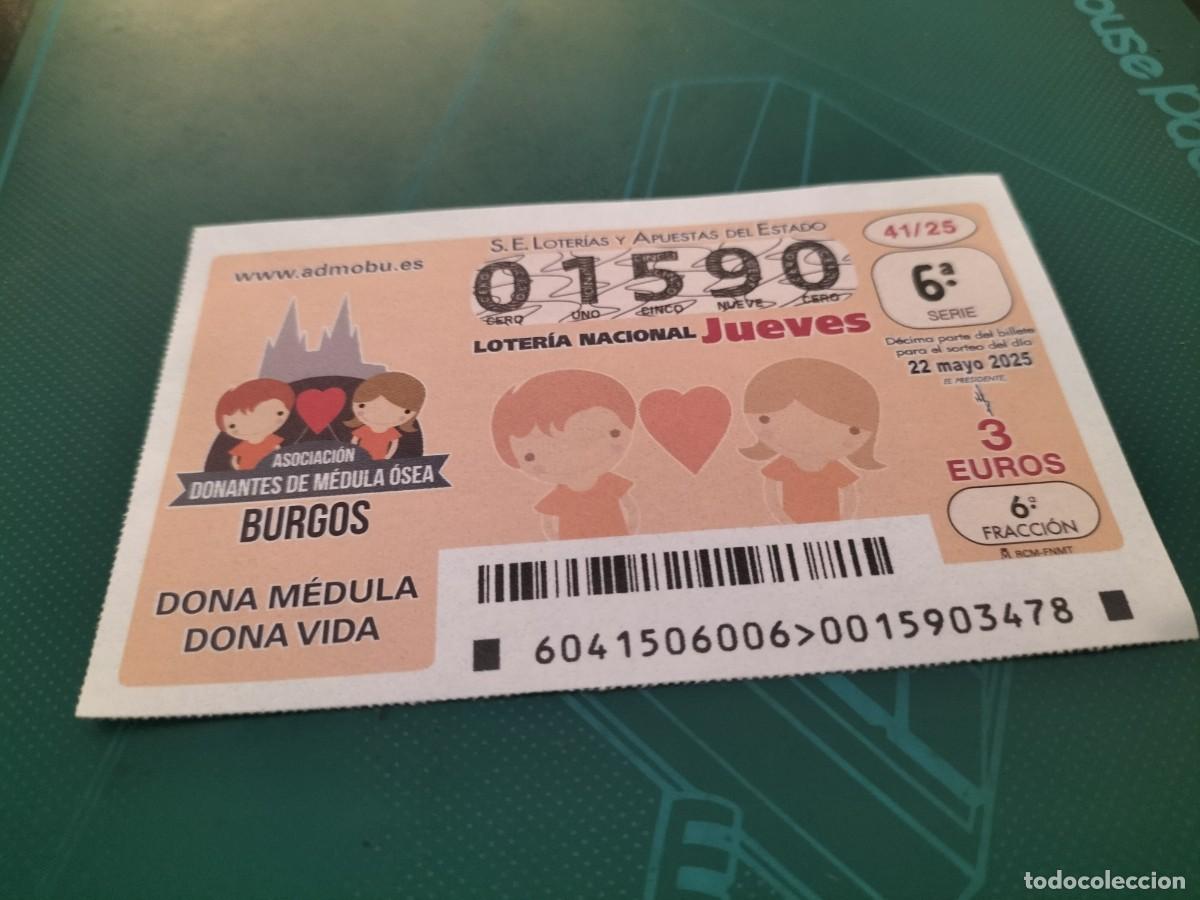 ouse pad
S.E. LOTERÍAS Y APUESTAS DEL ESTADO
www.admobu.es
01590
CERO UNO CINCO NUEVE CERO
LOTERÍA NACIONAL Jueves
41/25
6ª
SERIE
Décima parte del billete
para el sorteo del día
22 mayo 2025
EL PRESIDENTE,
3
EUROS
6ª
FRACCIÓN
RCM-FNMT
ASOCIACIÓN
DONANTES DE MÉDULA ÓSEA
BURGOS
DONA MÉDULA
DONA VIDA
6041506006>0015903478
todocoleccion